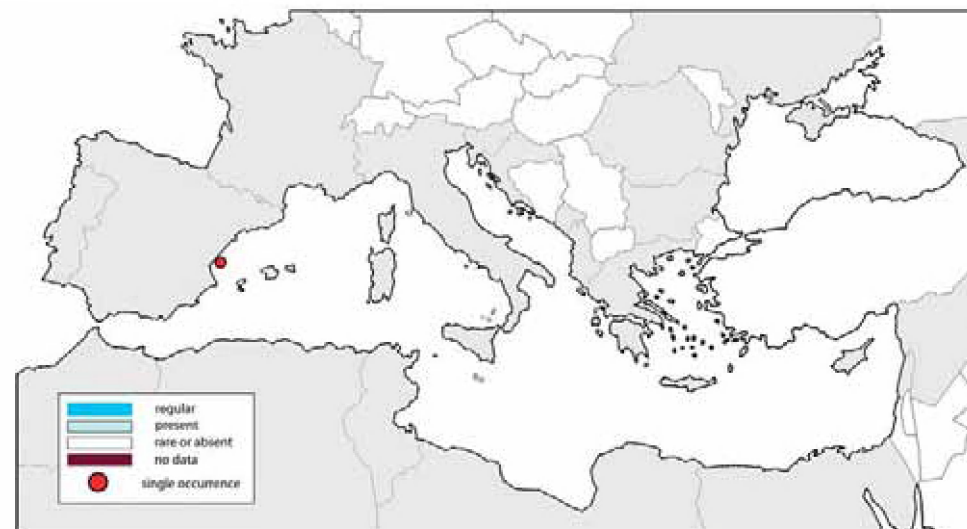 regular
present
rare or absent
no data
single occurrence